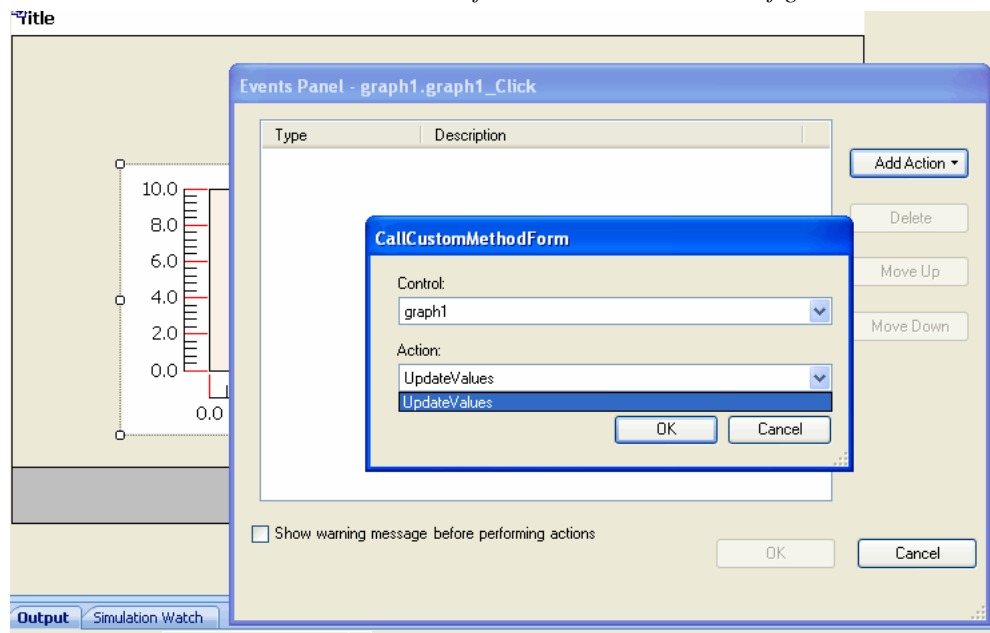 Title
Events Panel - graph1.graph1_Click
Type Description
Add Action
Delete
Move Up
Move Down
CallCustomMethodForm
Control:
graph1
Action:
UpdateValues
UpdateValues
OK Cancel
10.0
8.0
6.0
4.0
2.0
0.0
0.0
Show warning message before performing actions
OK Cancel
Output Simulation Watch